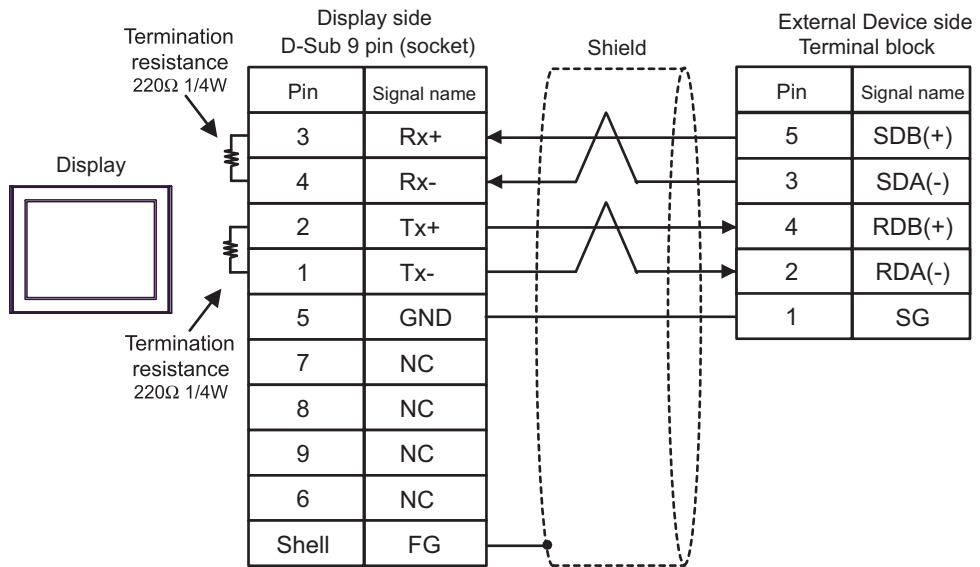 Display side
D-Sub 9 pin (socket)
External Device side
Terminal block
Termination
resistance
220Ω 1/4W
Shield
Display
Pin Signal name
3 Rx+
4 Rx-
2 Tx+
1 Tx-
5 GND
7 NC
8 NC
9 NC
6 NC
Shell FG
Pin Signal name
5 SDB(+)
3 SDA(-)
4 RDB(+)
2 RDA(-)
1 SG
Termination
resistance
220Ω 1/4W